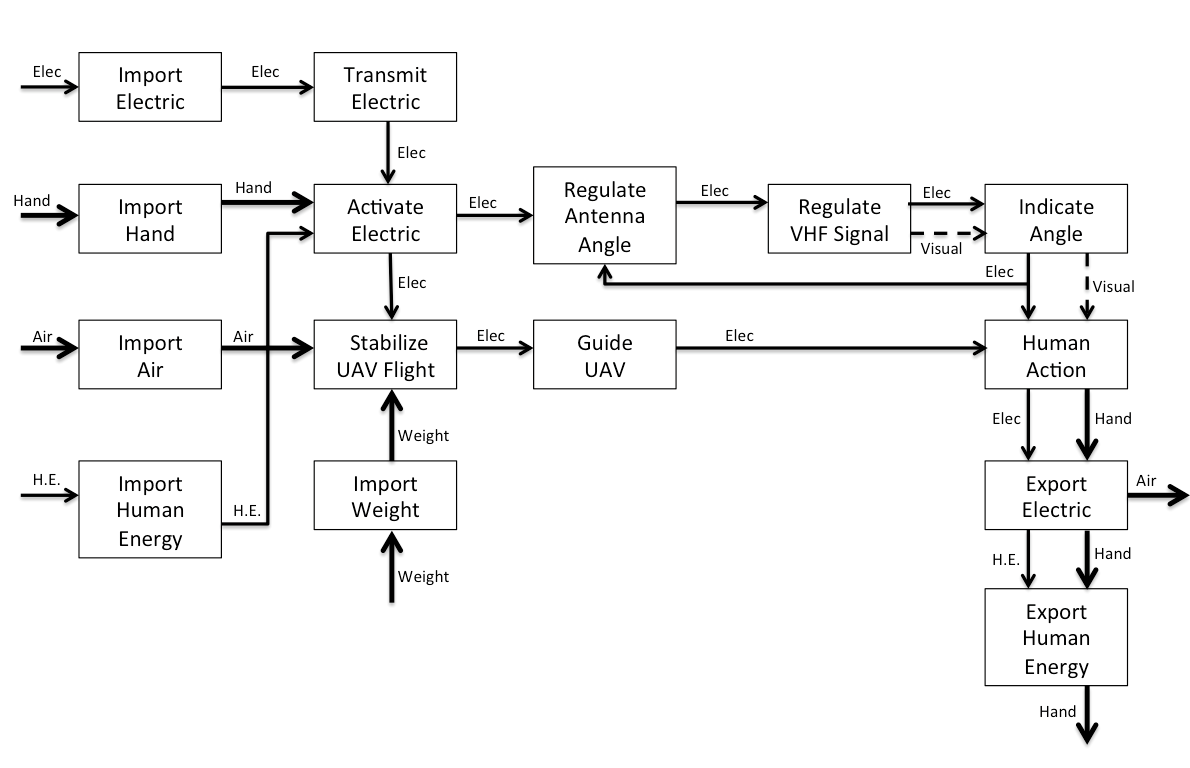 Elec
Import
Electric
Elec
Transmit
Electric
Elec
Hand
Import
Hand
Hand
Activate
Electric
Elec
Regulate
Antenna
Angle
Elec
Regulate
VHF Signal
Elec
Visual
Indicate
Angle
Elec
Visual
Elec
Air
Import
Air
Air
Stabilize
UAV Flight
Elec
Guide
UAV
Elec
Human
Action
Weight
Elec
Hand
H.E.
Import
Human
Energy
H.E.
Import
Weight
Weight
Export
Electric
Air
H.E.
Hand
Export
Human
Energy
Hand